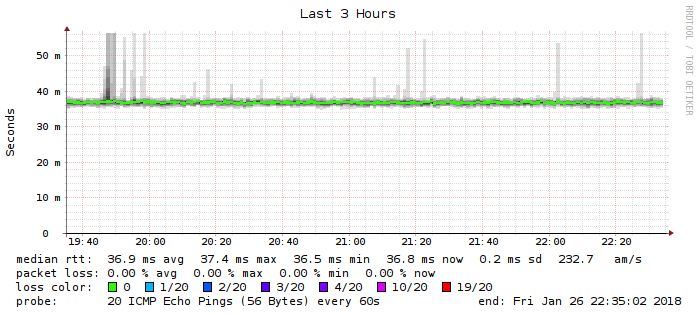 Last 3 Hours
RRDTOOL / TOBI OETIKER
Seconds
50 m
40 m
30 m
20 m
10 m
0
19:40 20:00 20:20 20:40 21:00 21:20 21:40 22:00 22:20
median rtt: 36.9 ms avg 37.4 ms max 36.5 ms min 36.8 ms now 0.2 ms sd 232.7 am/s
packet loss: 0.00 % avg 0.00 % max 0.00 % min 0.00 % now
loss color: 0 1/20 2/20 3/20 4/20 10/20 19/20
probe: 20 ICMP Echo Pings (56 Bytes) every 60s end: Fri Jan 26 22:35:02 2018